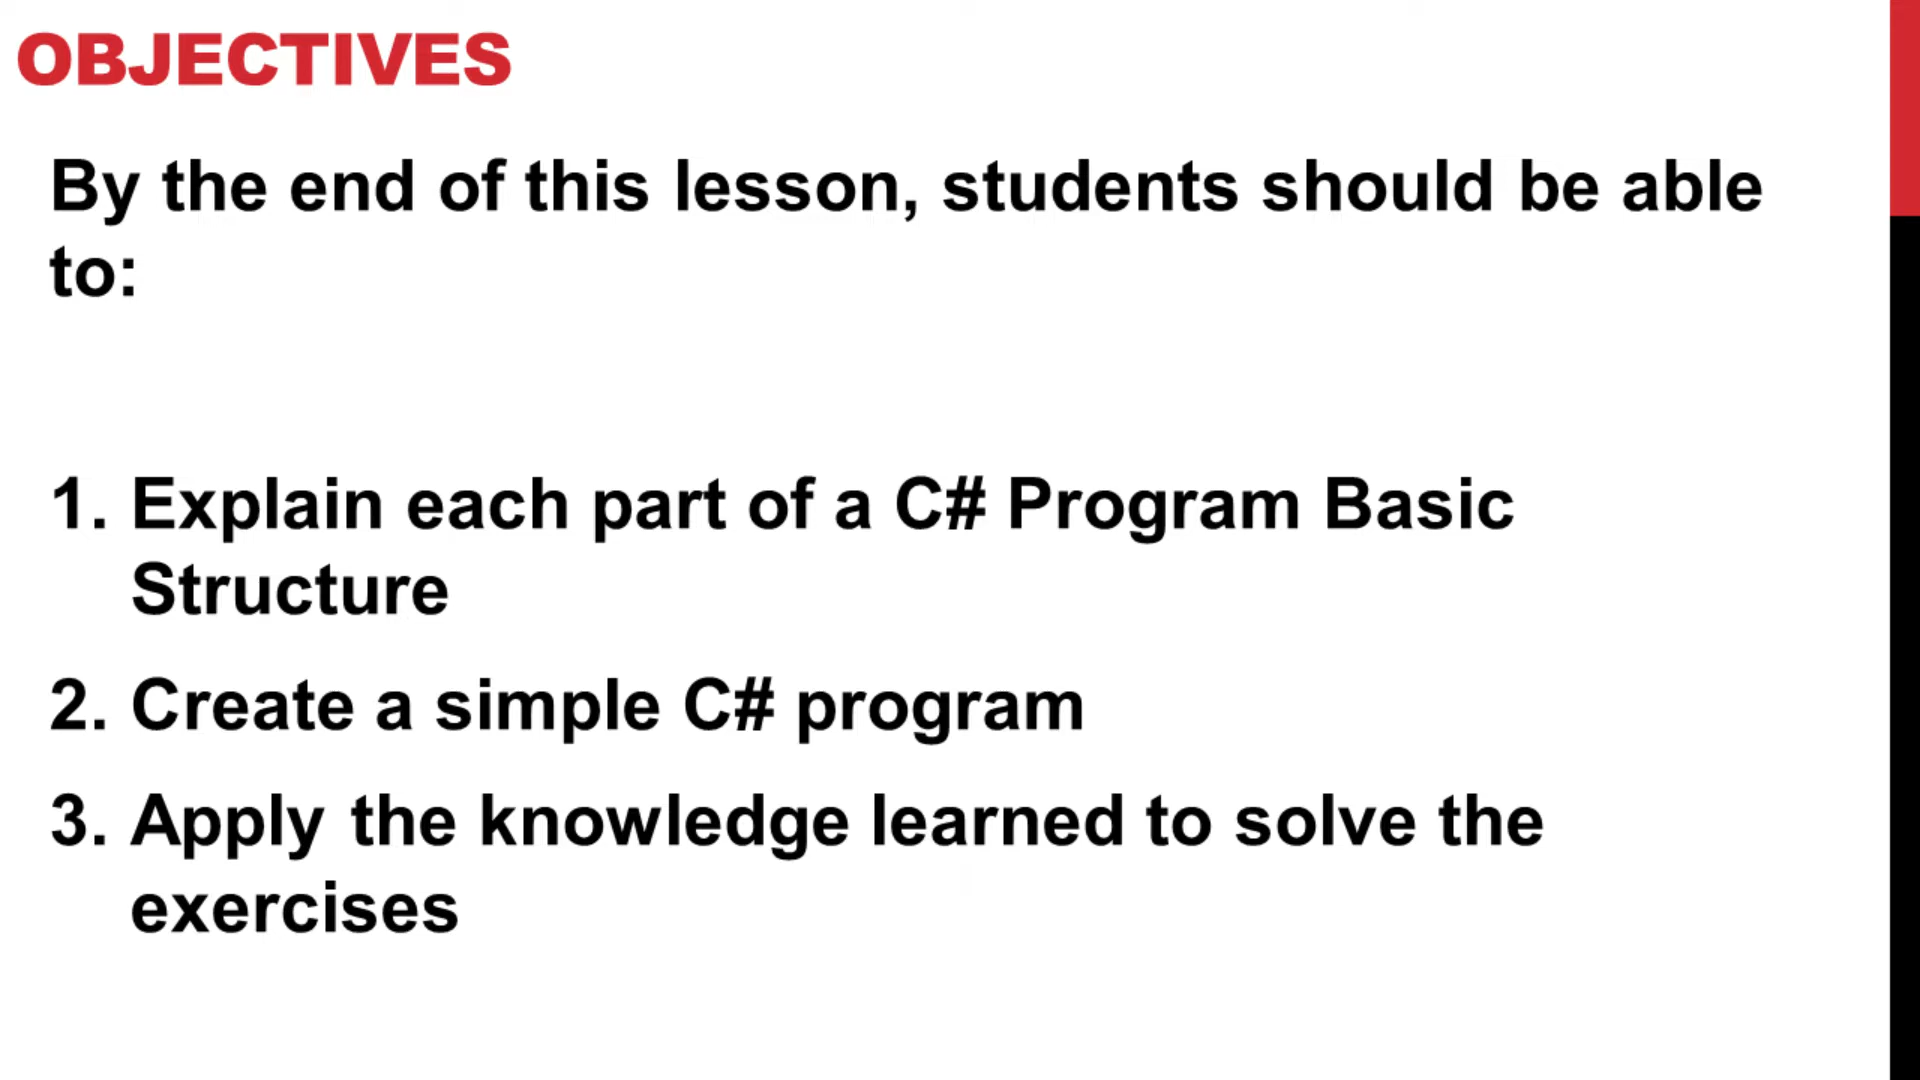 OBJECTIVES
By the end of this lesson, students should be able
to:
1. Explain each part of a C# Program Basic
Structure
2. Create a simple C# program
3. Apply the knowledge learned to solve the
exercises